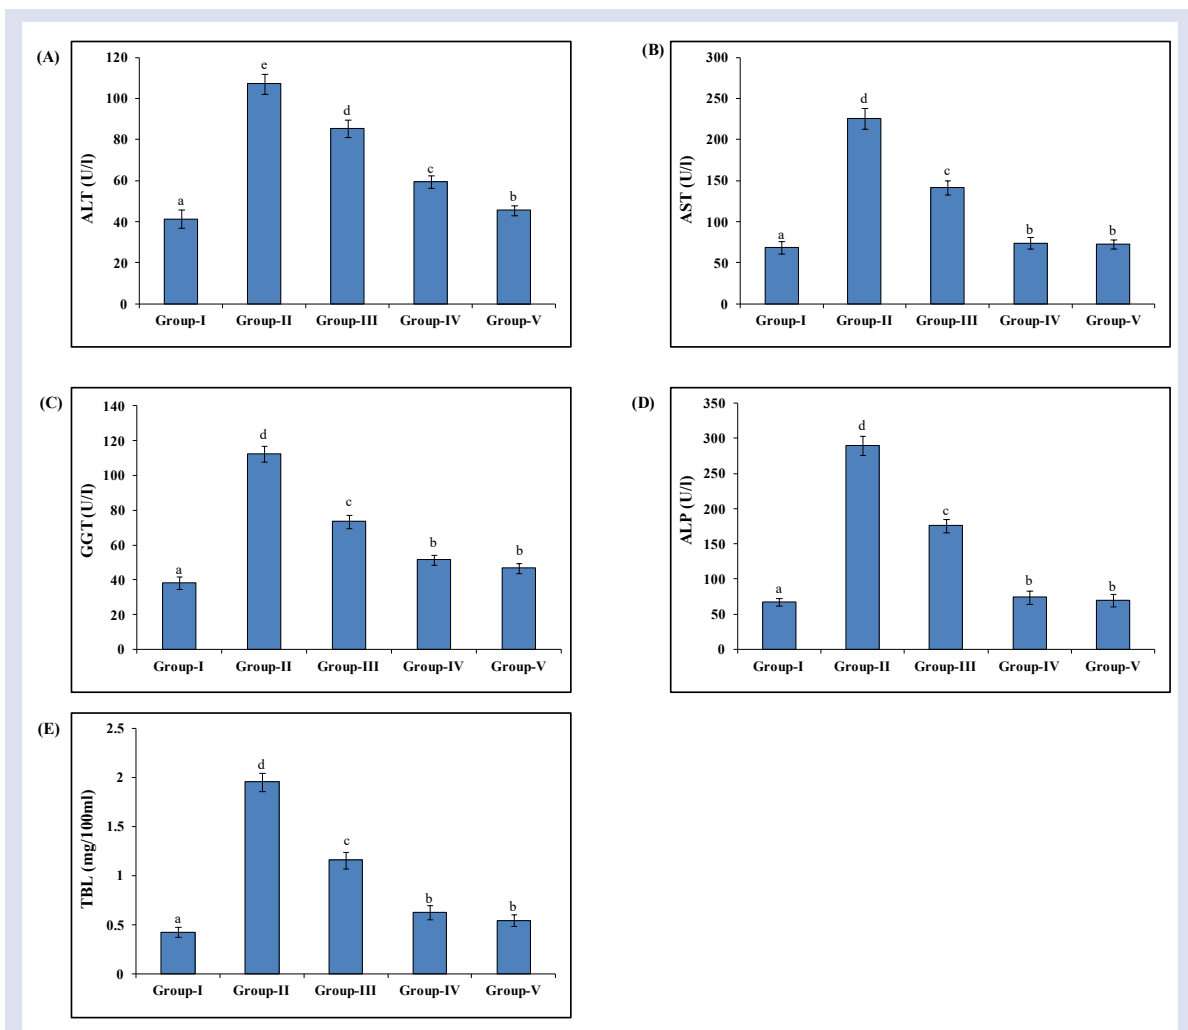 (A)
120
100
80
60
40
20
0
ALT (U/l)
a
e
d
c
b
Group-I Group-II Group-III Group-IV Group-V
(B)
300
250
200
150
100
50
0
AST (U/l)
a
d
c
b
b
Group-I Group-II Group-III Group-IV Group-V
(C)
140
120
100
80
60
40
20
0
GGT (U/l)
a
d
c
b
b
Group-I Group-II Group-III Group-IV Group-V
(D)
350
300
250
200
150
100
50
0
ALP (U/l)
a
d
c
b
b
Group-I Group-II Group-III Group-IV Group-V
(E)
2.5
2
1.5
1
0.5
0
TBL (mg/100ml)
a
d
c
b
b
Group-I Group-II Group-III Group-IV Group-V